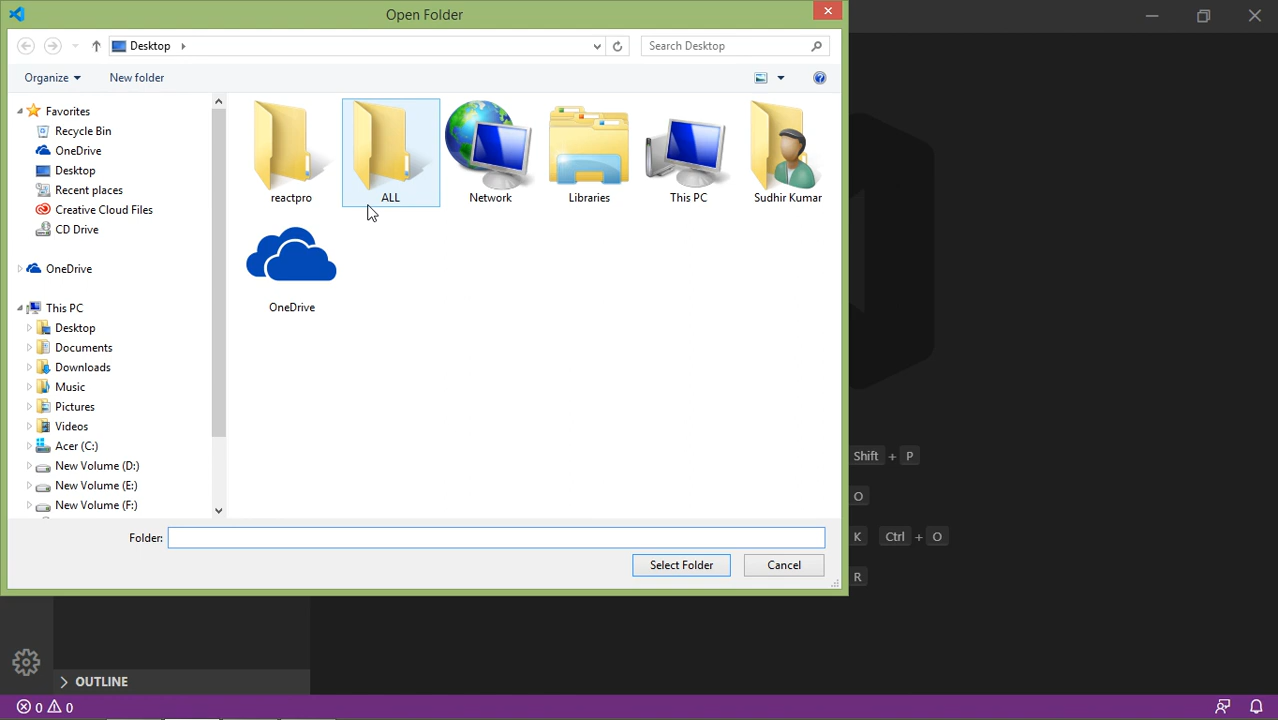 Open Folder
Desktop
Search Desktop
Organize
New folder
Favorites
Recycle Bin
OneDrive
Desktop
Recent places
Creative Cloud Files
CD Drive
OneDrive
This PC
Desktop
Documents
Downloads
Music
Pictures
Videos
Acer (C:)
New Volume (D:)
New Volume (E:)
New Volume (F:)
reactpro
ALL
Network
Libraries
This PC
Sudhir Kumar
OneDrive
Folder:
Select Folder
Cancel
Shift + P
O
K Ctrl + O
R
OUTLINE
0 0